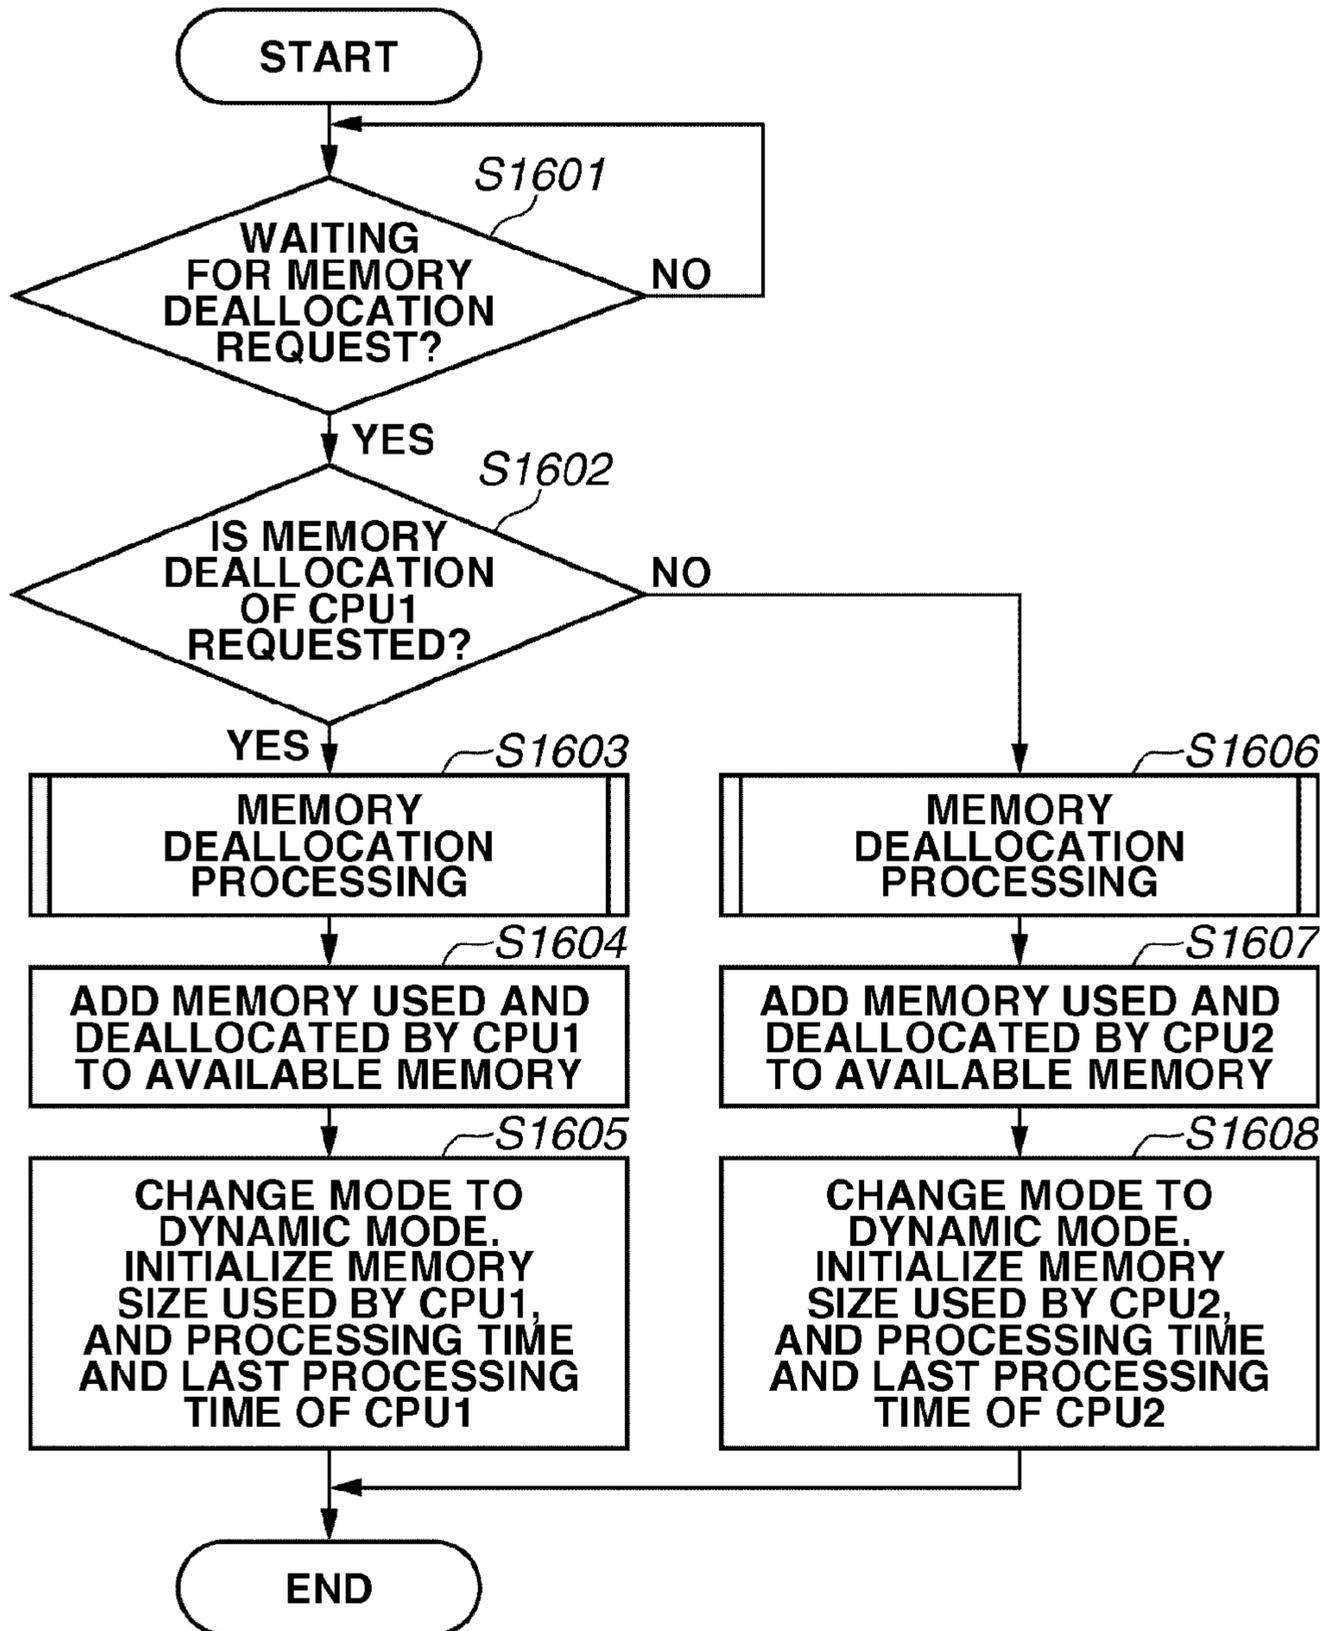 START
S1601
WAITING
FOR MEMORY
DEALLOCATION
REQUEST?
NO
YES
S1602
IS MEMORY
DEALLOCATION
OF CPU1
REQUESTED?
NO
YES
S1603
MEMORY
DEALLOCATION
PROCESSING
S1604
ADD MEMORY USED AND
DEALLOCATED BY CPU1
TO AVAILABLE MEMORY
S1605
CHANGE MODE TO
DYNAMIC MODE.
INITIALIZE MEMORY
SIZE USED BY CPU1,
AND PROCESSING TIME
AND LAST PROCESSING
TIME OF CPU1
S1606
MEMORY
DEALLOCATION
PROCESSING
S1607
ADD MEMORY USED AND
DEALLOCATED BY CPU2
TO AVAILABLE MEMORY
S1608
CHANGE MODE TO
DYNAMIC MODE.
INITIALIZE MEMORY
SIZE USED BY CPU2,
AND PROCESSING TIME
AND LAST PROCESSING
TIME OF CPU2
END